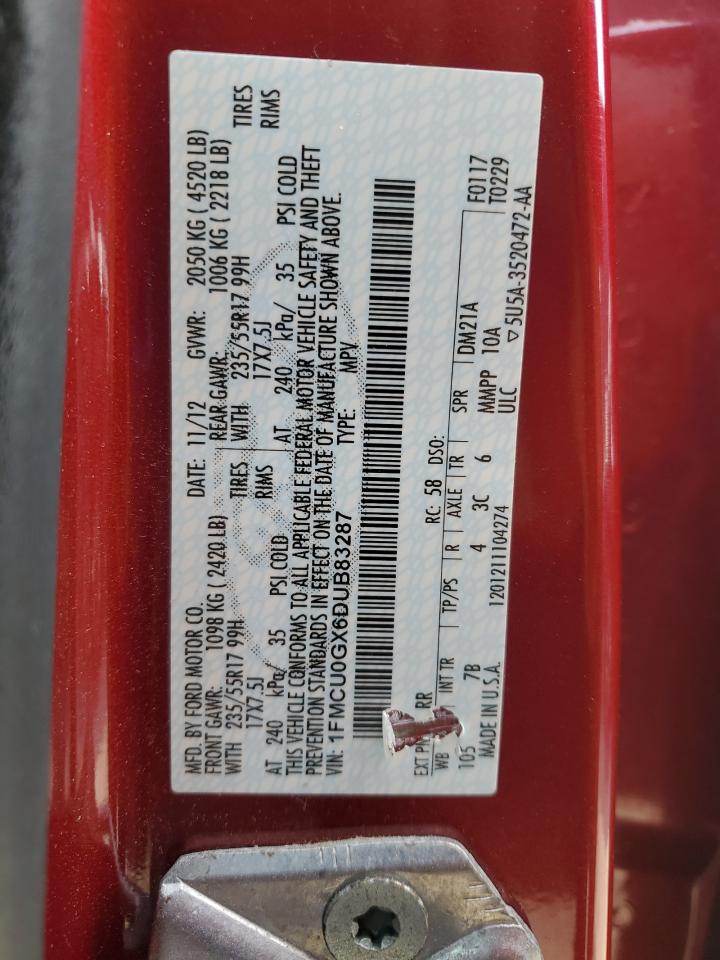 MFD. BY FORD MOTOR CO. DATE: 11/12 GVWR: 2050 KG ( 4520 LB)
FRONT GAWR: 1098 KG ( 2420 LB) REAR GAWR: 1006 KG ( 2218 LB)
WITH 235/55R17 99H TIRES WITH 235/55R17 99H TIRES
17X7.5J RIMS 17X7.5J RIMS
AT 240 kPa/ 35 PSI COLD AT 240 kPa/ 35 PSI COLD
THIS VEHICLE CONFORMS TO ALL APPLICABLE FEDERAL MOTOR VEHICLE SAFETY AND THEFT
PREVENTION STANDARDS IN EFFECT ON THE DATE OF MANUFACTURE SHOWN ABOVE.
VIN: 1FMCU0GX6DUB83287 TYPE: MPV
EXT RR RC: 58 DSO:
WB INT TR TP/PS R AXLE TR SPR DM21A F0117
105 7B 4 3C 6 MMPP 10A T0229
MADE IN U.S.A. 1201211104274 ULC ▽5U5A-3520472-AA